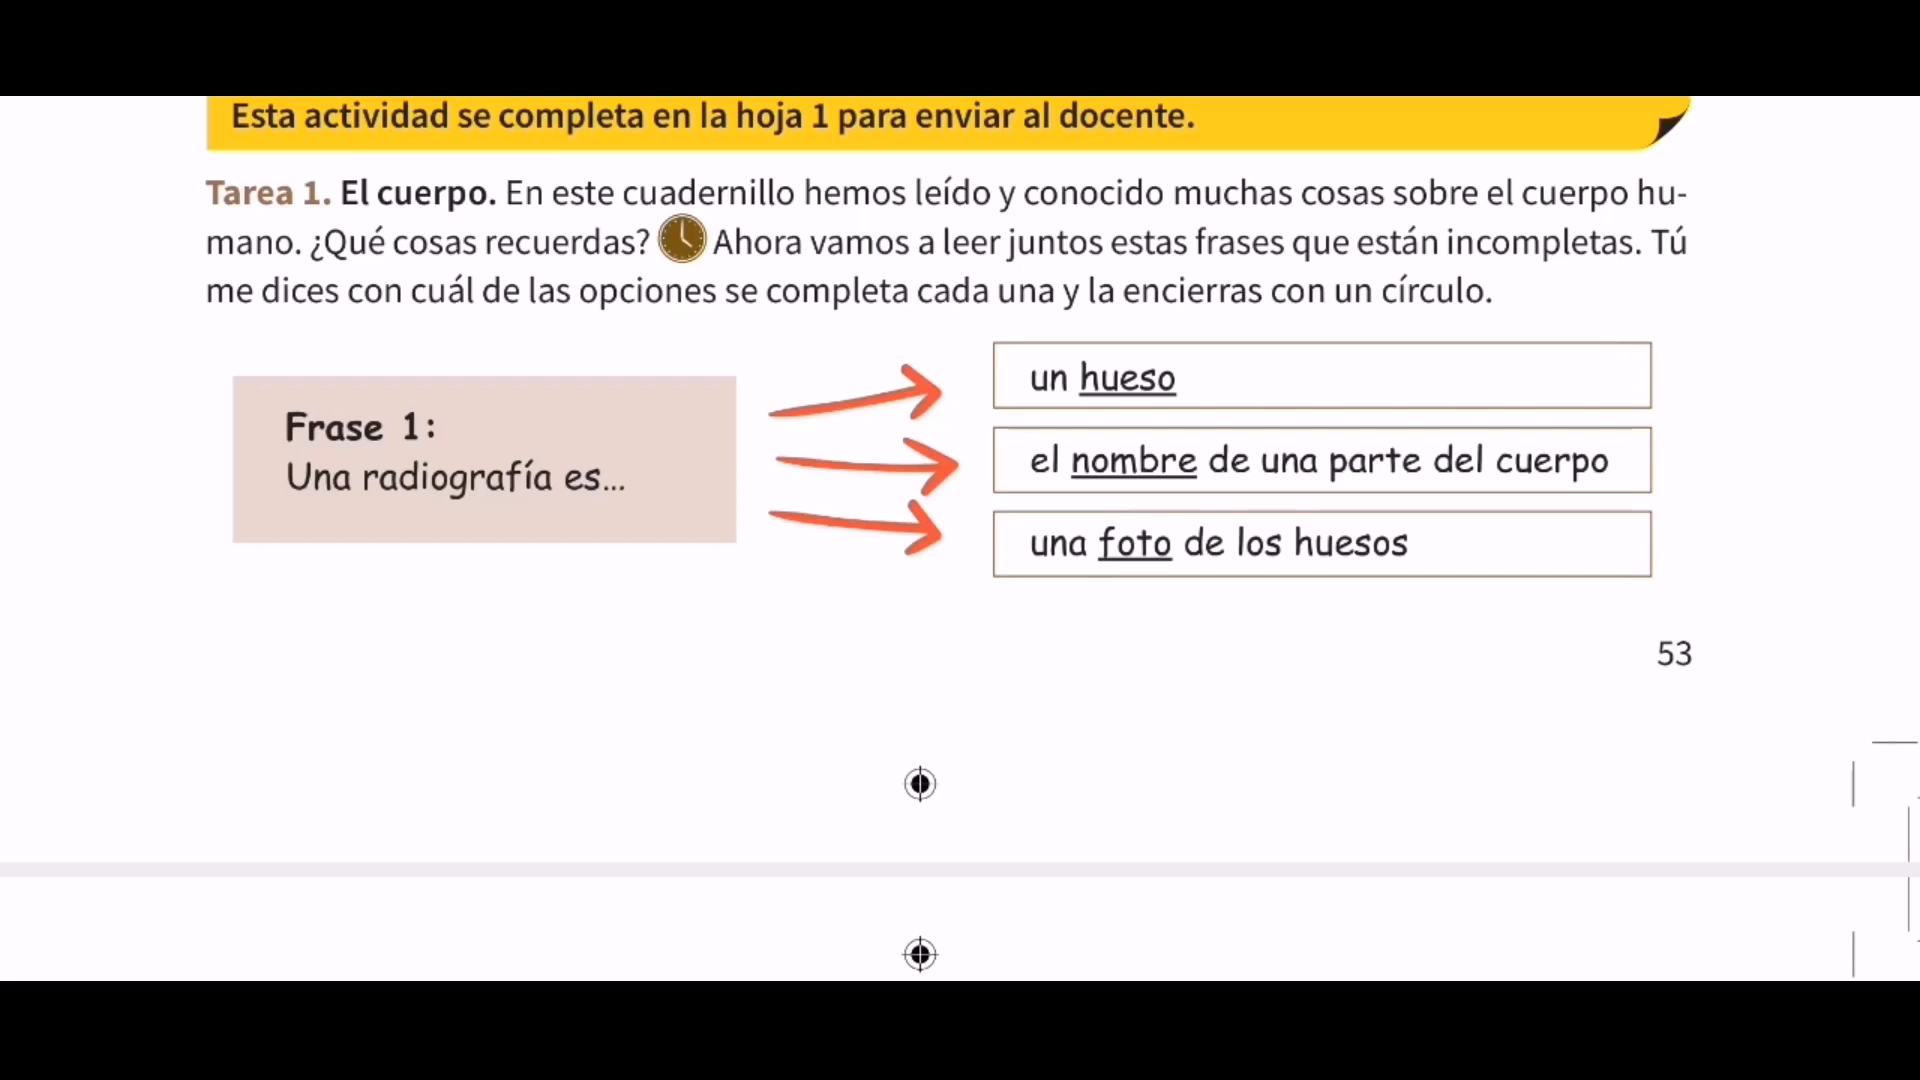 Esta actividad se completa en la hoja 1 para enviar al docente.
Tarea 1. El cuerpo. En este cuadernillo hemos leído y conocido muchas cosas sobre el cuerpo hu-
mano. ¿Qué cosas recuerdas? Ahora vamos a leer juntos estas frases que están incompletas. Tú
me dices con cuál de las opciones se completa cada una y la encierras con un círculo.
Frase 1:
Una radiografía es...
un hueso
el nombre de una parte del cuerpo
una foto de los huesos
53